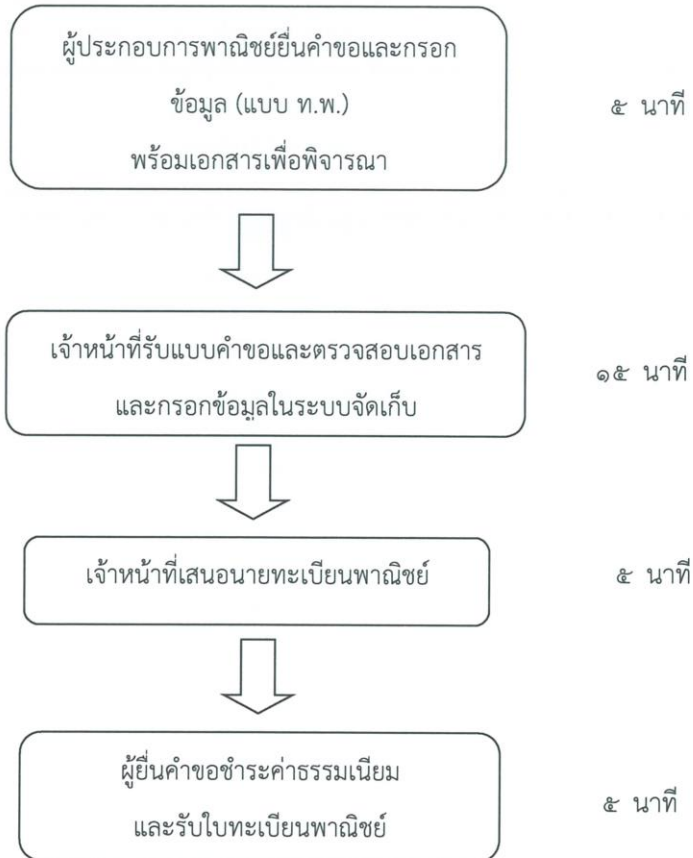 ผู้ประกอบการพาณิชย์ยื่นคำขอและกรอก
ข้อมูล (แบบ ท.พ.)
พร้อมเอกสารเพื่อพิจารณา
๕ นาที
เจ้าหน้าที่รับแบบคำขอและตรวจสอบเอกสาร
และกรอกข้อมูลในระบบจัดเก็บ
๑๕ นาที
เจ้าหน้าที่เสนอนายทะเบียนพาณิชย์
๕ นาที
ผู้ยื่นคำขอชำระค่าธรรมเนียม
และรับใบทะเบียนพาณิชย์
๕ นาที